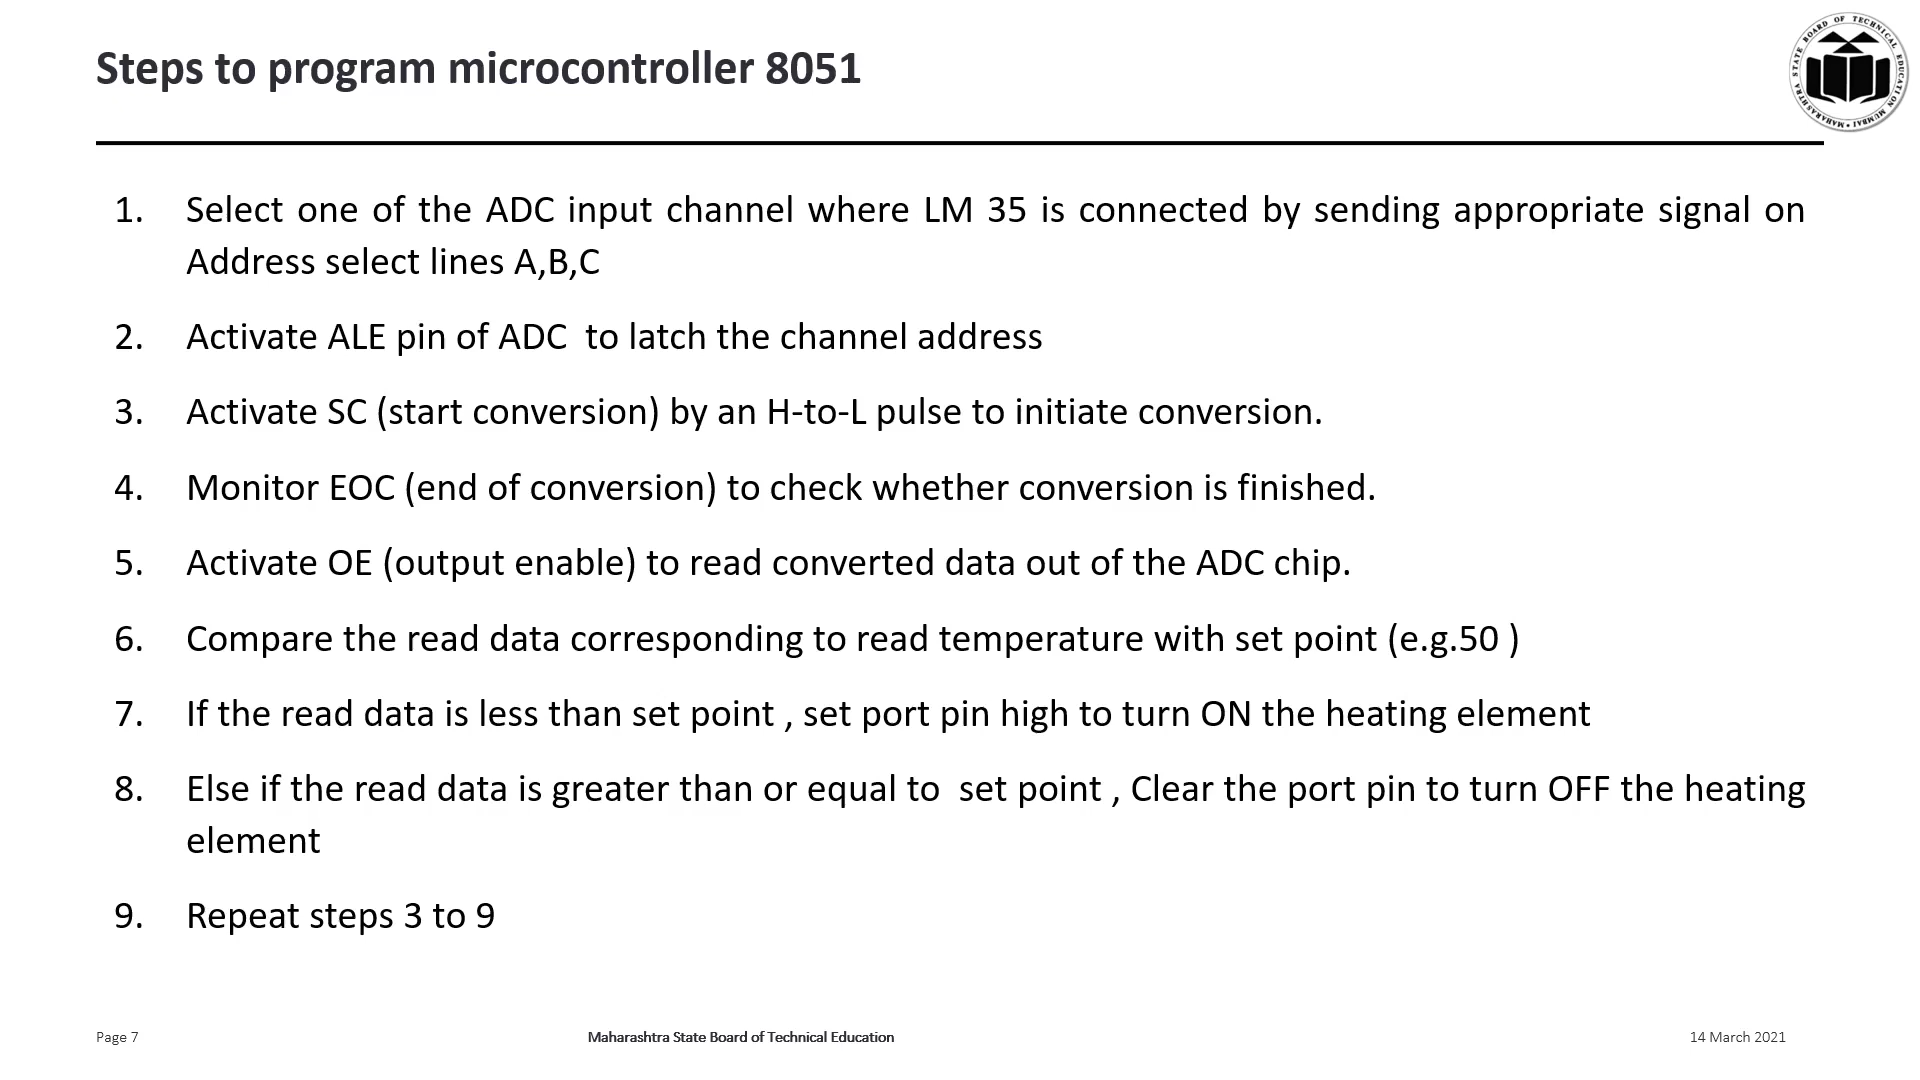 Steps to program microcontroller 8051
MAHARASHTRA STATE BOARD OF TECHNICAL EDUCATION MUMBAI
1. Select one of the ADC input channel where LM 35 is connected by sending appropriate signal on
Address select lines A,B,C
2. Activate ALE pin of ADC  to latch the channel address
3. Activate SC (start conversion) by an H-to-L pulse to initiate conversion.
4. Monitor EOC (end of conversion) to check whether conversion is finished.
5. Activate OE (output enable) to read converted data out of the ADC chip.
6. Compare the read data corresponding to read temperature with set point (e.g.50 )
7. If the read data is less than set point , set port pin high to turn ON the heating element
8. Else if the read data is greater than or equal to  set point , Clear the port pin to turn OFF the heating
element
9. Repeat steps 3 to 9
Page 7
Maharashtra State Board of Technical Education
14 March 2021